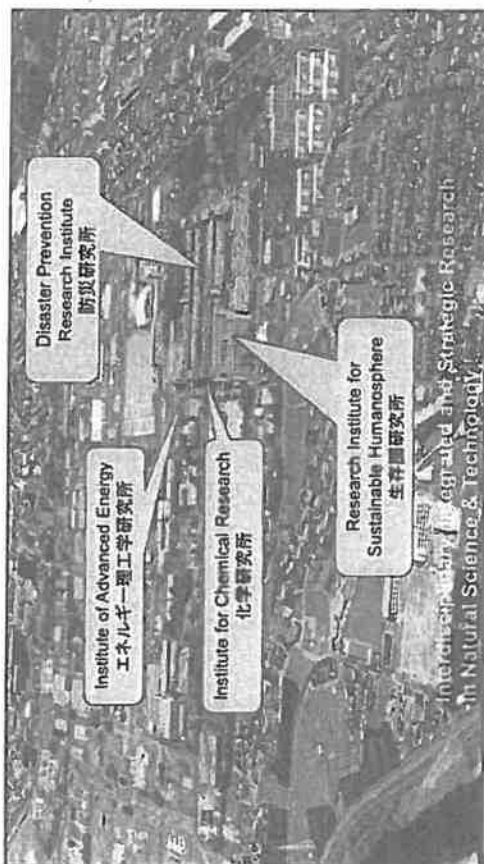 Disaster Prevention
Research Institute
防災研究所
Institute of Advanced Energy
エネルギー理工学研究所
Institute for Chemical Research
化学研究所
Research Institute for
Sustainable Humanosphere
生存圏研究所
Interdisciplinary, Integrated and Strategic Research
in Natural Science & Technology